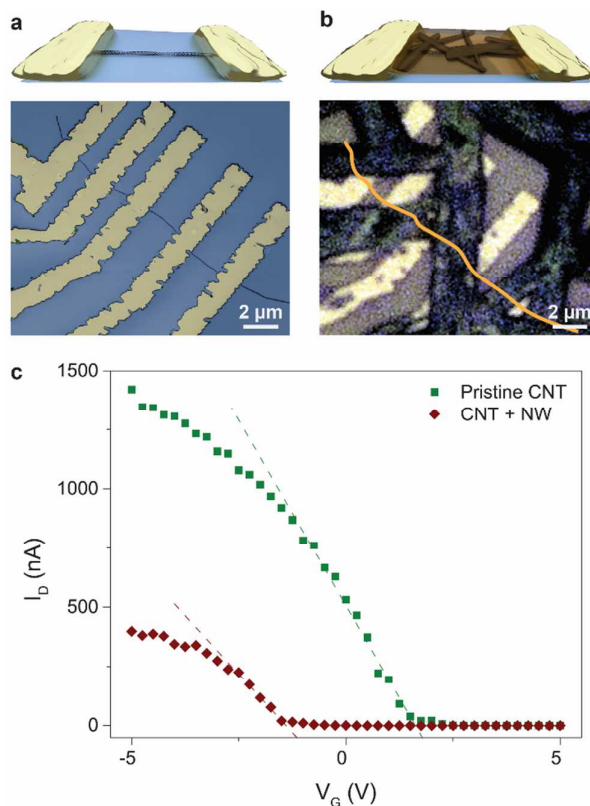 a
b
2 µm
2 µm
c
1500
Pristine CNT
CNT + NW
1000
I_D (nA)
500
0
-5
0
5
V_G (V)